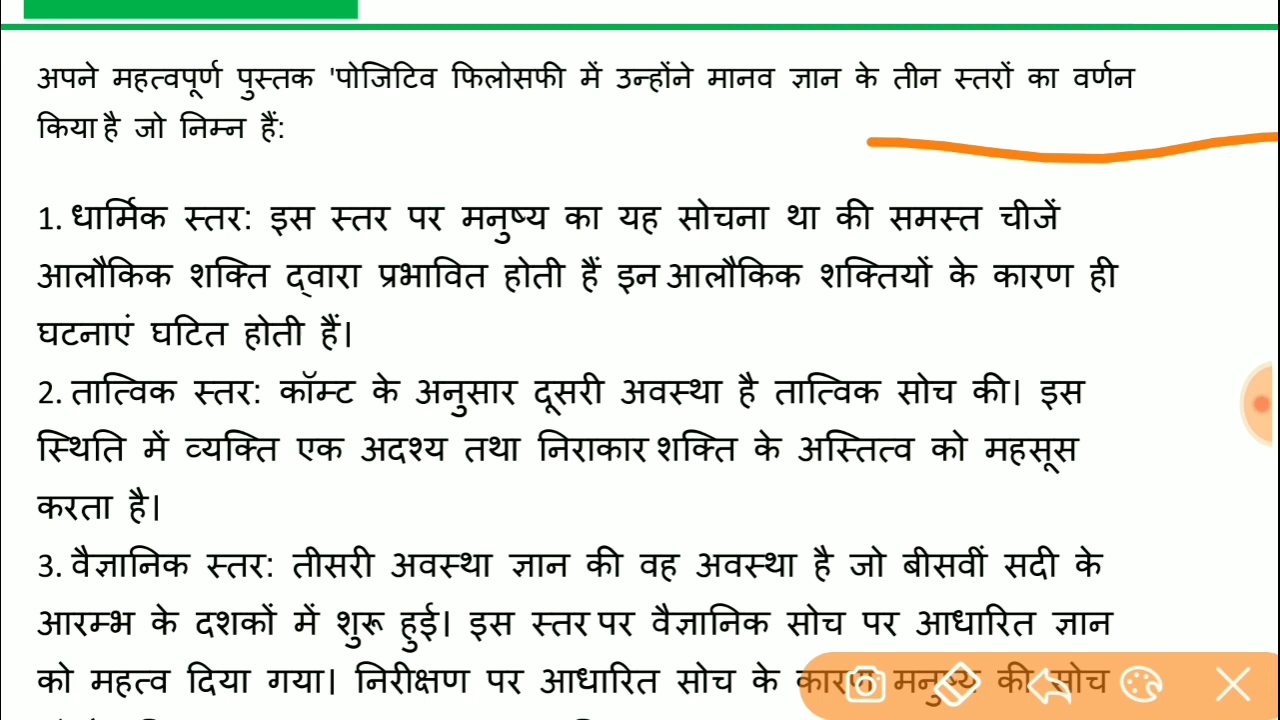 अपने महत्वपूर्ण पुस्तक 'पोजिटिव फिलोसफी में उन्होंने मानव ज्ञान के तीन स्तरों का वर्णन
किया है जो निम्न हैं:
1. धार्मिक स्तर: इस स्तर पर मनुष्य का यह सोचना था की समस्त चीजें
आलौकिक शक्ति द्वारा प्रभावित होती हैं इन आलौकिक शक्तियों के कारण ही
घटनाएं घटित होती हैं।
2. तात्विक स्तर: कॉम्ट के अनुसार दूसरी अवस्था है तात्विक सोच की। इस
स्थिति में व्यक्ति एक अदश्य तथा निराकार शक्ति के अस्तित्व को महसूस
करता है।
3. वैज्ञानिक स्तर: तीसरी अवस्था ज्ञान की वह अवस्था है जो बीसवीं सदी के
आरम्भ के दशकों में शुरू हुई। इस स्तर पर वैज्ञानिक सोच पर आधारित ज्ञान
को महत्व दिया गया। निरीक्षण पर आधारित सोच के कारण मनुष्य की सोच